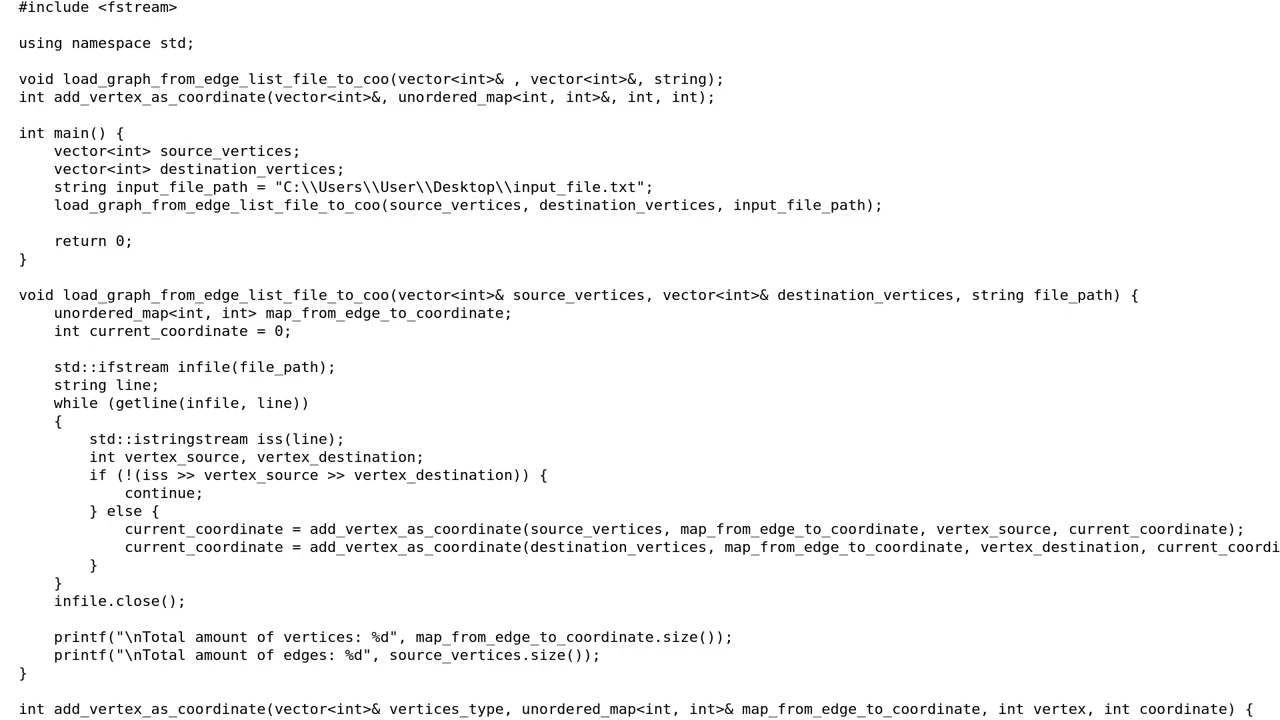 #include <fstream>
using namespace std;
void load_graph_from_edge_list_file_to_coo(vector<int>& , vector<int>&, string);
int add_vertex_as_coordinate(vector<int>&, unordered_map<int, int>&, int, int);
int main() {
    vector<int> source_vertices;
    vector<int> destination_vertices;
    string input_file_path = "C:\\Users\\User\\Desktop\\input_file.txt";
    load_graph_from_edge_list_file_to_coo(source_vertices, destination_vertices, input_file_path);
    return 0;
}
void load_graph_from_edge_list_file_to_coo(vector<int>& source_vertices, vector<int>& destination_vertices, string file_path) {
    unordered_map<int, int> map_from_edge_to_coordinate;
    int current_coordinate = 0;
    std::ifstream infile(file_path);
    string line;
    while (getline(infile, line))
    {
        std::istringstream iss(line);
        int vertex_source, vertex_destination;
        if (!(iss >> vertex_source >> vertex_destination)) {
            continue;
        } else {
            current_coordinate = add_vertex_as_coordinate(source_vertices, map_from_edge_to_coordinate, vertex_source, current_coordinate);
            current_coordinate = add_vertex_as_coordinate(destination_vertices, map_from_edge_to_coordinate, vertex_destination, current_coordi
        }
    }
    infile.close();
    printf("\nTotal amount of vertices: %d", map_from_edge_to_coordinate.size());
    printf("\nTotal amount of edges: %d", source_vertices.size());
}
int add_vertex_as_coordinate(vector<int>& vertices_type, unordered_map<int, int>& map_from_edge_to_coordinate, int vertex, int coordinate) {